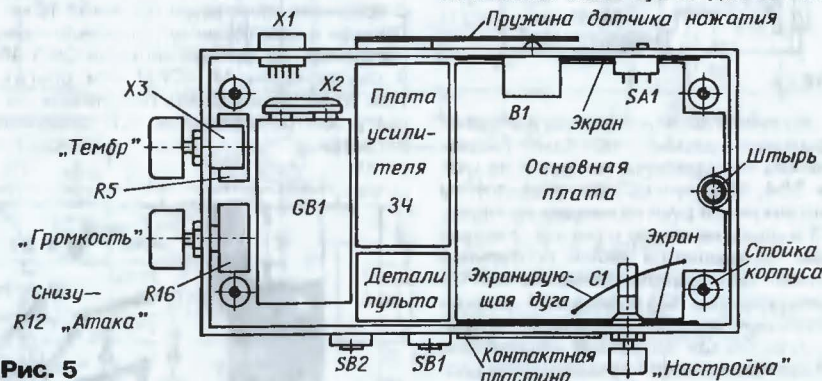 Пружина датчика нажатия
X1
X2
X3
Плата
усили-
теля
ЗЧ
B1
Экран
SA1
„Тембр"
R5
GB1
Основная
плата
Штырь
„Громкость"
R16
Экран
Стойка
корпуса
Детали
пульта
Экранирую-
щая дуга
C1
Снизу—
R12 „Атака"
SB2
SB1
Контактная
пластина
„Настройка"
Рис. 5